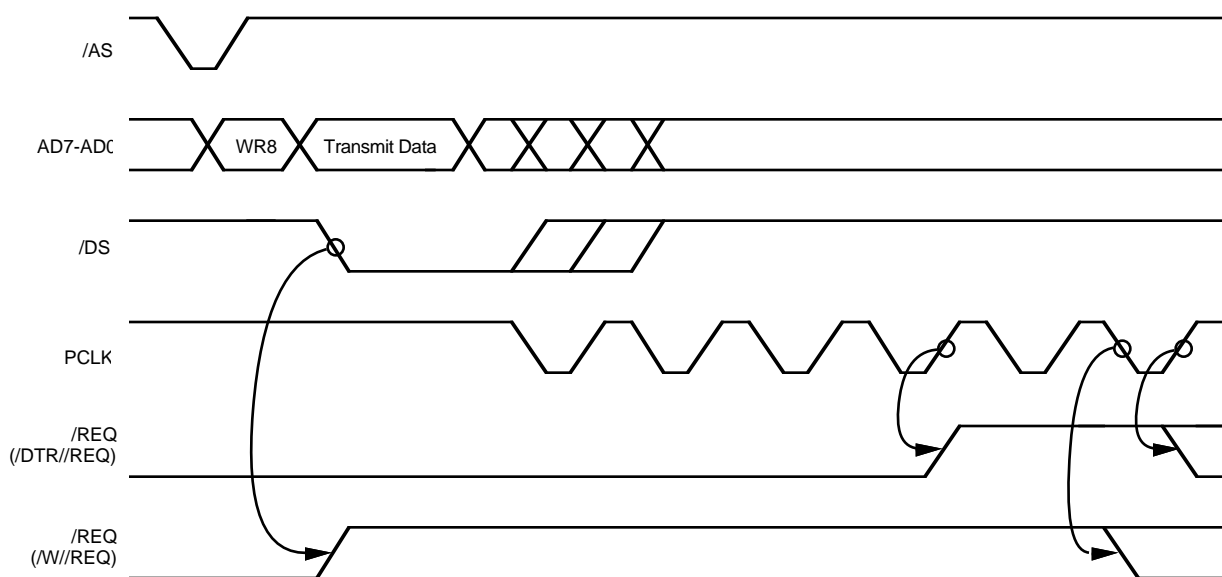 /AS
AD7-AD0
WR8
Transmit Data
/DS
PCLK
/REQ
(/DTR//REQ)
/REQ
(/W//REQ)